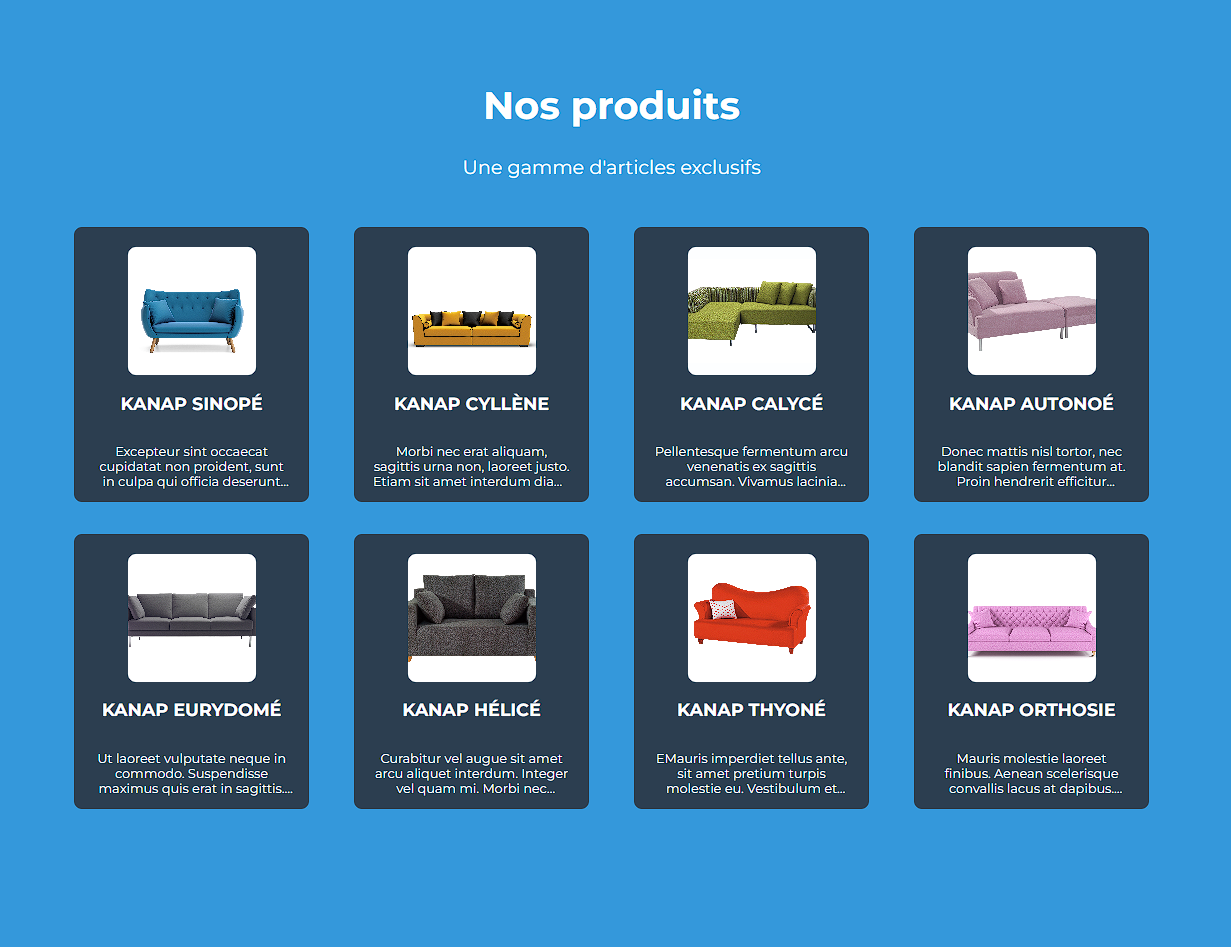 Nos produits
Une gamme d'articles exclusifs
KANAP SINOPÉ
Excepteur sint occaecat
cupidatat non proident, sunt
in culpa qui officia deserunt...
KANAP CYLLÈNE
Morbi nec erat aliquam,
sagittis urna non, laoreet justo.
Etiam sit amet interdum dia...
KANAP CALYCÉ
Pellentesque fermentum arcu
venenatis ex sagittis
accumsan. Vivamus lacinia...
KANAP AUTONOÉ
Donec mattis nisl tortor, nec
blandit sapien fermentum at.
Proin hendrerit efficitur...
KANAP EURYDOMÉ
Ut laoreet vulputate neque in
commodo. Suspendisse
maximus quis erat in sagittis....
KANAP HÉLICÉ
Curabitur vel augue sit amet
arcu aliquet interdum. Integer
vel quam mi. Morbi nec...
KANAP THYONÉ
EMauris imperdiet tellus ante,
sit amet pretium turpis
molestie eu. Vestibulum et...
KANAP ORTHOSIE
Mauris molestie laoreet
finibus. Aenean scelerisque
convallis lacus at dapibus....